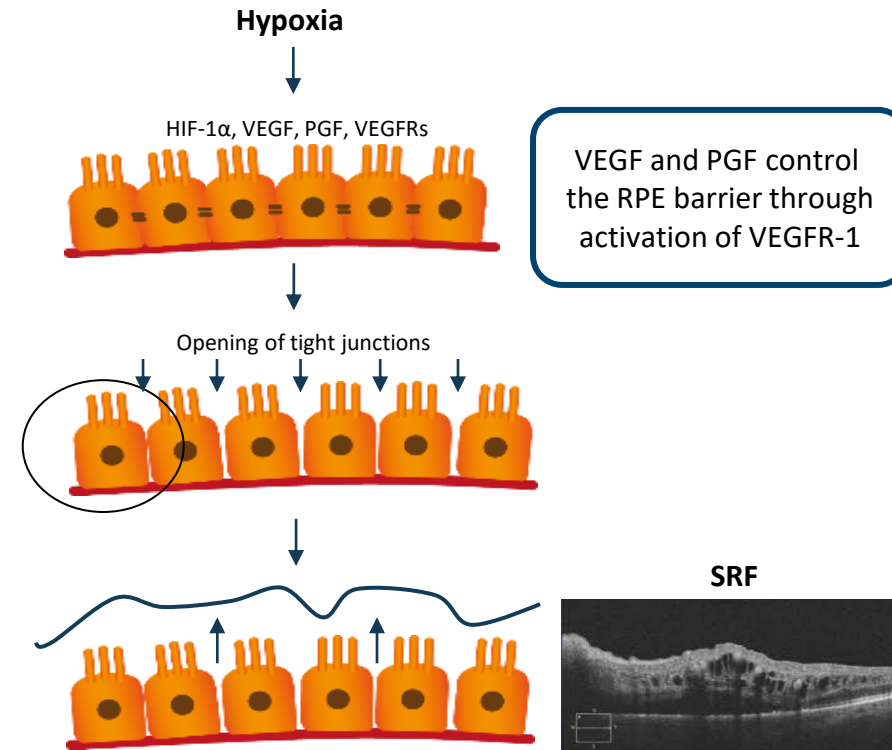 Hypoxia
HIF-1α, VEGF, PGF, VEGFRs
VEGF and PGF control
the RPE barrier through
activation of VEGFR-1
Opening of tight junctions
SRF